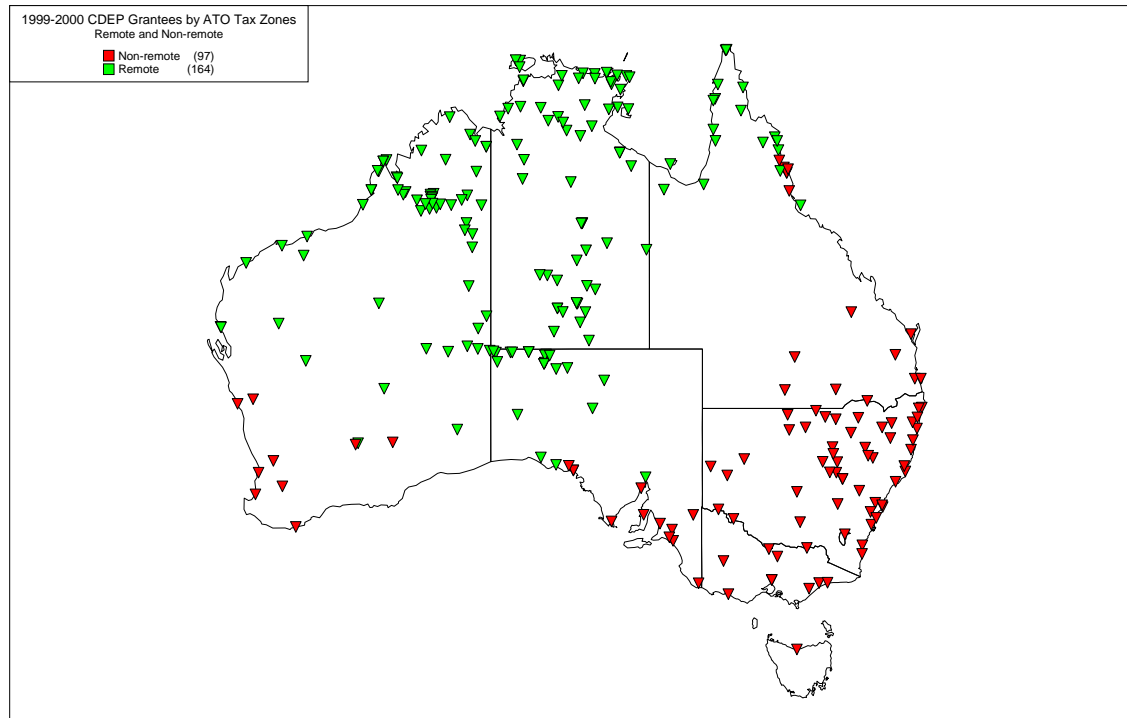 1999-2000 CDEP Grantees by ATO Tax Zones
Remote and Non-remote
Non-remote (97)
Remote (164)